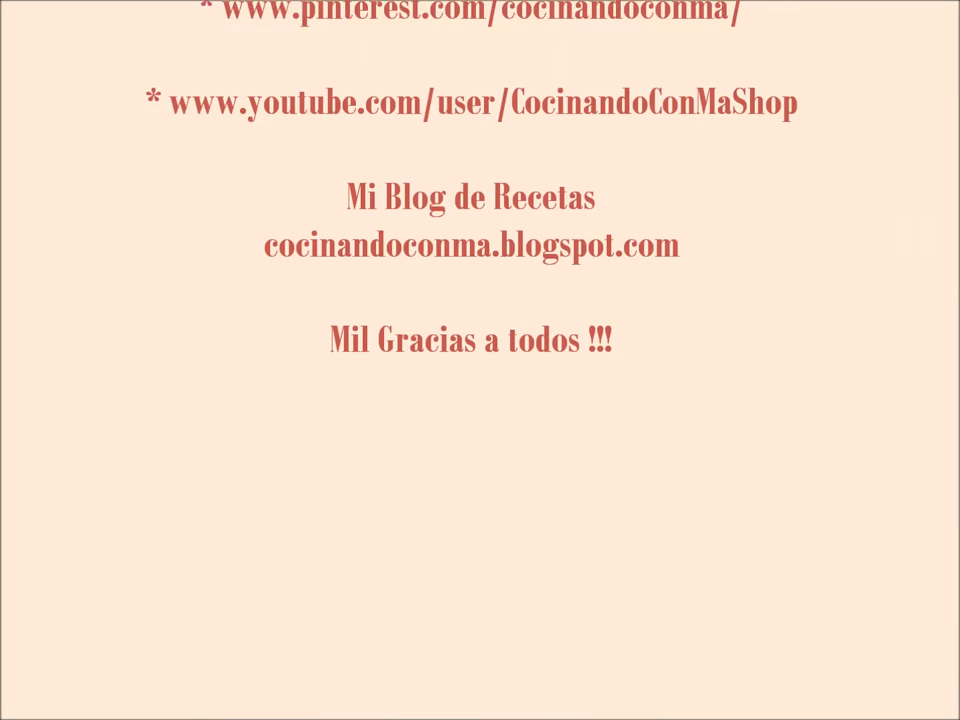 * www.pinterest.com/cocinandoconma/
* www.youtube.com/user/CocinandoConMaShop
Mi Blog de Recetas
cocinandoconma.blogspot.com
Mil Gracias a todos !!!